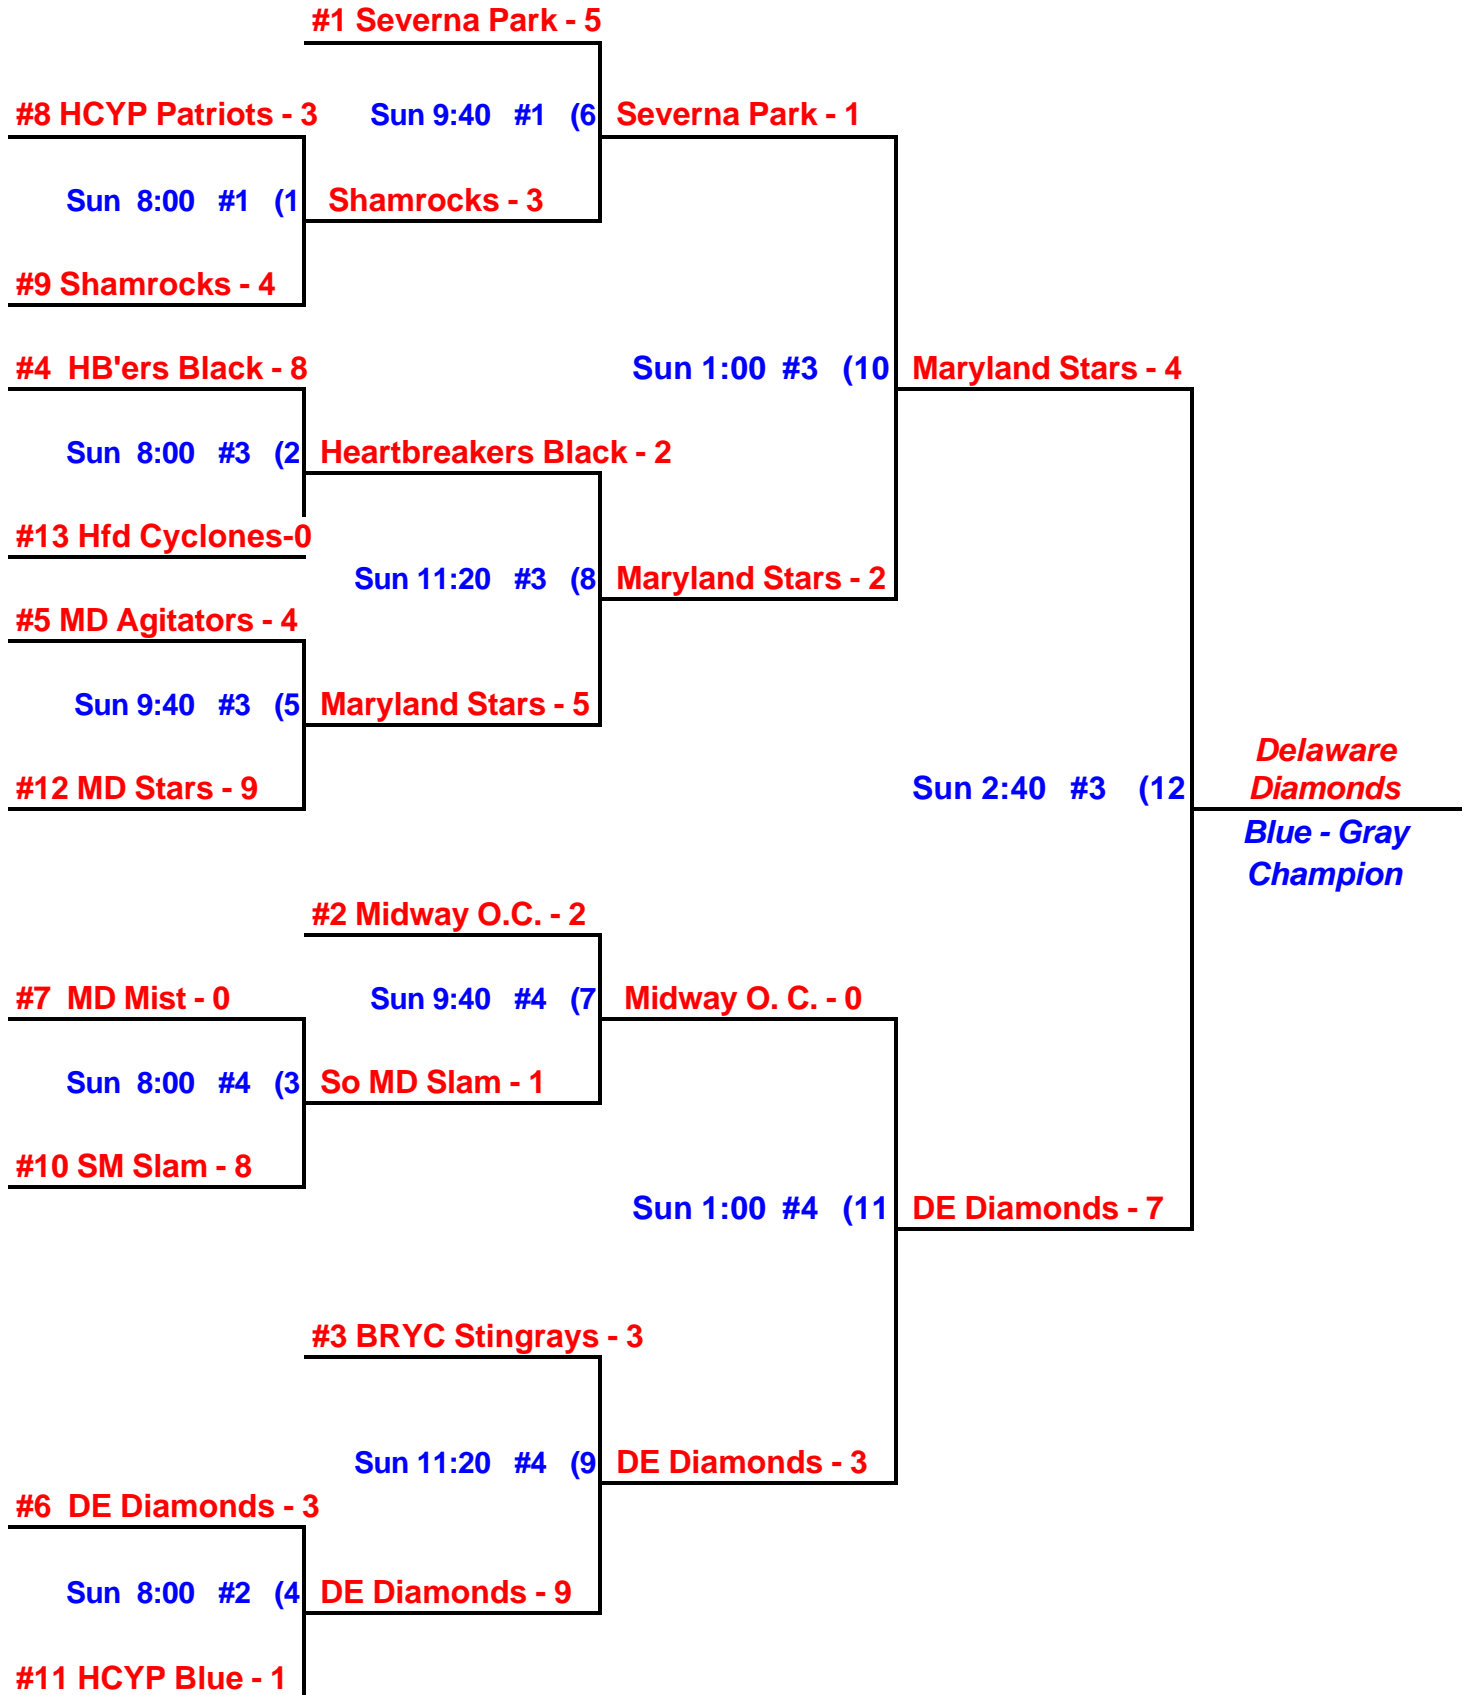 #1 Severna Park - 5
#8 HCYP Patriots - 3
Sun 9:40 #1 (6
Severna Park - 1
Sun 8:00 #1 (1
Shamrocks - 3
#9 Shamrocks - 4
#4 HB'ers Black - 8
Sun 1:00 #3 (10
Maryland Stars - 4
Sun 8:00 #3 (2
Heartbreakers Black - 2
#13 Hfd Cyclones-0
Sun 11:20 #3 (8
Maryland Stars - 2
#5 MD Agitators - 4
Sun 9:40 #3 (5
Maryland Stars - 5
#12 MD Stars - 9
Sun 2:40 #3 (12
Delaware
Diamonds
Blue - Gray
Champion
#2 Midway O.C. - 2
#7 MD Mist - 0
Sun 9:40 #4 (7
Midway O. C. - 0
Sun 8:00 #4 (3
So MD Slam - 1
#10 SM Slam - 8
Sun 1:00 #4 (11
DE Diamonds - 7
#3 BRYC Stingrays - 3
Sun 11:20 #4 (9
DE Diamonds - 3
#6 DE Diamonds - 3
Sun 8:00 #2 (4
DE Diamonds - 9
#11 HCYP Blue - 1